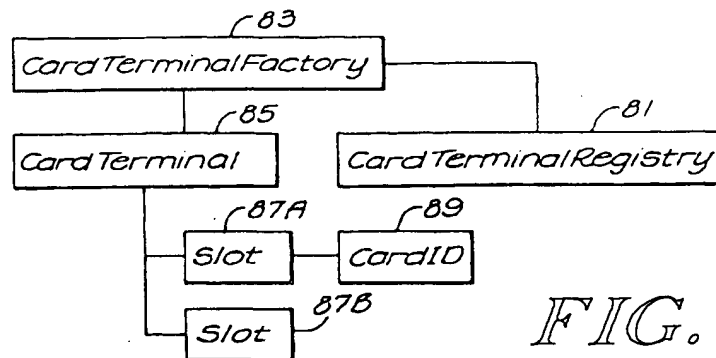 83
CardTerminalFactory
85
81
CardTerminal
CardTerminalRegistry
87A
89
Slot
CardID
Slot
87B
FIG.